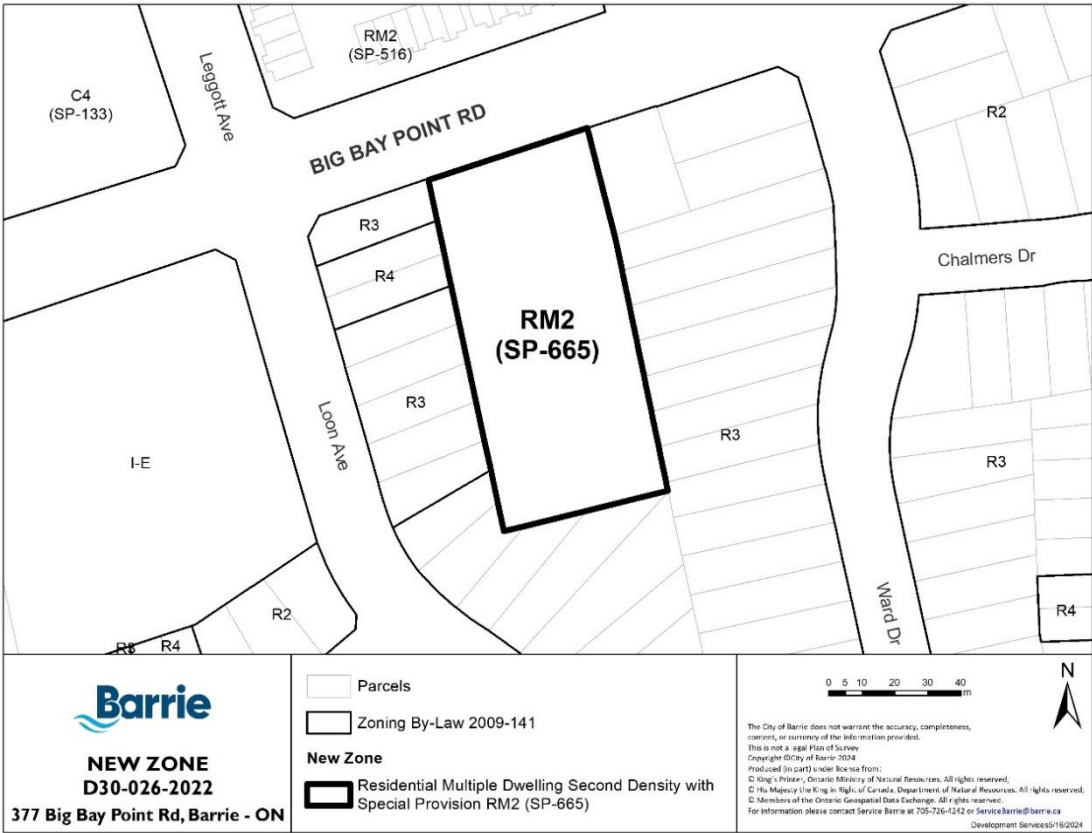 RM2
(SP-516)
C4
(SP-133)
Leggott Ave
BIG BAY POINT RD
R2
R3
R4
Chalmers Dr
RM2
(SP-665)
R3
Loon Ave
R3
I-E
R3
R2
Ward Dr
R4
R3
R4
Barrie
NEW ZONE
D30-026-2022
377 Big Bay Point Rd, Barrie - ON
Parcels
Zoning By-Law 2009-141
New Zone
Residential Multiple Dwelling Second Density with
Special Provision RM2 (SP-665)
0 5 10 20 30 40
m
N
The City of Barrie does not warrant the accuracy, completeness,
content, or currency of the information provided.
This is not a legal Plan of Survey
Copyright ©City of Barrie 2024
Produced (in part) under license from:
© King's Printer, Ontario Ministry of Natural Resources. All rights reserved;
© His Majesty the King in Right of Canada, Department of Natural Resources. All rights reserved;
© Members of the Ontario Geospatial Data Exchange. All rights reserved.
For information please contact Service Barrie at 705-726-4242 or ServiceBarrie@barrie.ca
Development Services5/16/2024